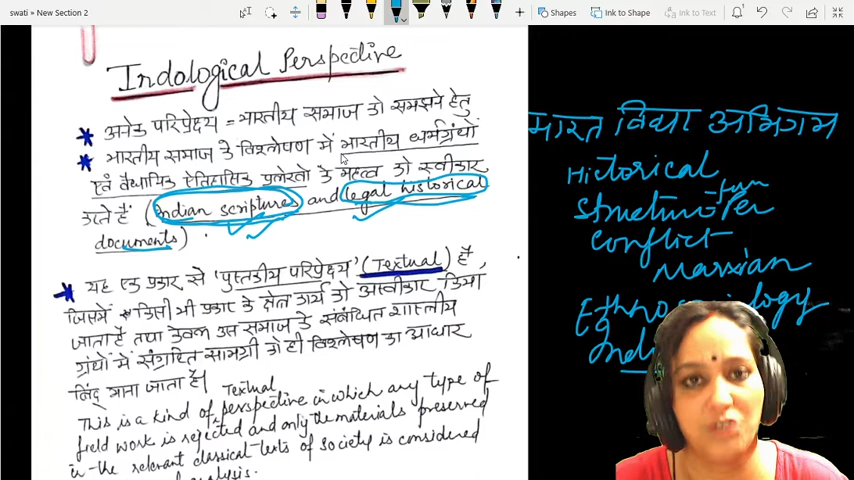 swati » New Section 2
Shapes
Ink to Shape
Ink to Text
Indological Perspective
अनेक परिप्रेक्ष्य = भारतीय समाज को समझने हेतु
भारतीय समाज के विश्लेषण में भारतीय धर्मग्रंथों
एवं वैधानिक ऐतिहासिक प्रलेखों के महत्व को स्वीकार
करते हैं (Indian scriptures and legal historical
documents) .
यह एक प्रकार से 'पुस्तकीय परिप्रेक्ष्य' (Textual) है,
जिसमें किसी भी प्रकार के क्षेत्र कार्य को अस्वीकार किया
जाता है तथा केवल उस समाज के संबंधित शास्त्रीय
ग्रंथों में संग्रहित सामग्री को ही विश्लेषण का आधार
बिंदु माना जाता है।
Textual
This is a kind of perspective in which any type of
field work is rejected and only the materials preserved
in the relevant classical texts of society is considered
analysis.
भारत विद्या अभिगम
Historical
Structuro-fun
Per
Conflict
Marxian
Ethnosociology